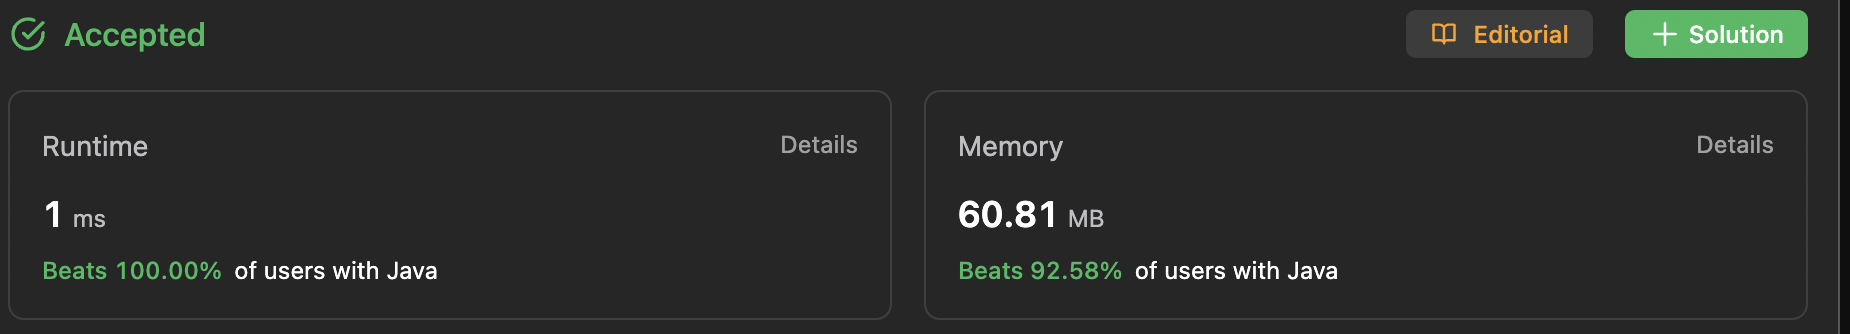 Accepted
Editorial
Solution
Runtime
Details
1 ms
Beats 100.00% of users with Java
Memory
Details
60.81 MB
Beats 92.58% of users with Java